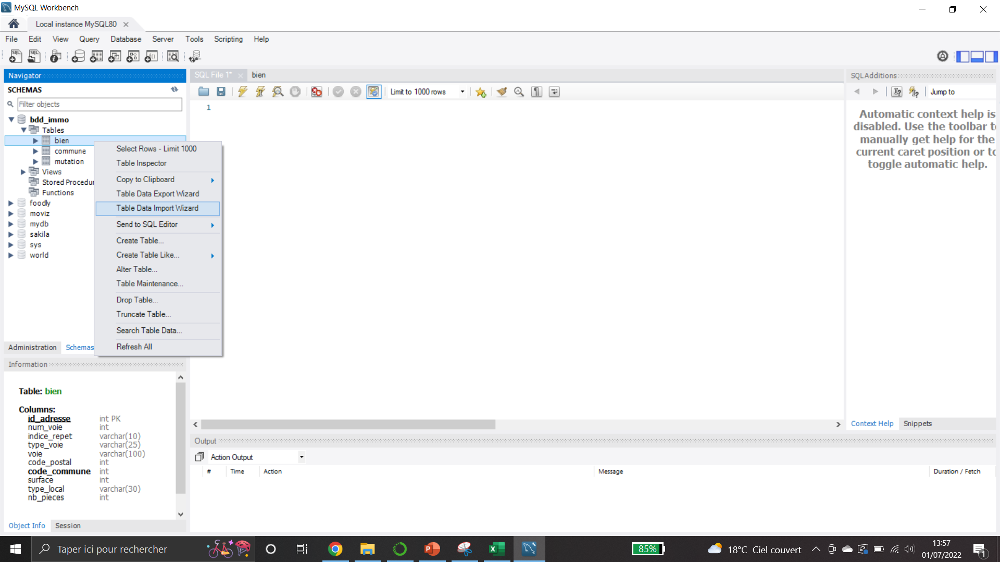 MySQL Workbench
Local instance MySQL80
File Edit View Query Database Server Tools Scripting Help
Navigator
SCHEMAS
Filter objects
bdd_immo
Tables
bien
commune
mutation
Views
Stored Procedur
Functions
foodly
moviz
mydb
sakila
sys
world
Select Rows - Limit 1000
Table Inspector
Copy to Clipboard
Table Data Export Wizard
Table Data Import Wizard
Send to SQL Editor
Create Table...
Create Table Like...
Alter Table...
Table Maintenance...
Drop Table...
Truncate Table...
Search Table Data...
Refresh All
Administration Schemas
Information
Table: bien
Columns:
id_adresse int PK
num_voie int
indice_repet varchar(10)
type_voie varchar(25)
voie varchar(100)
code_postal int
code_commune int
surface int
type_local varchar(30)
nb_pieces int
Object Info Session
SQL File 1* bien
Limit to 1000 rows
1
SQLAdditions
Jump to
Automatic context help is
disabled. Use the toolbar to
manually get help for the
current caret position or to
toggle automatic help.
Context Help Snippets
Output
Action Output
# Time Action Message Duration / Fetch
Taper ici pour rechercher
85%
18°C Ciel couvert
13:57
01/07/2022
1